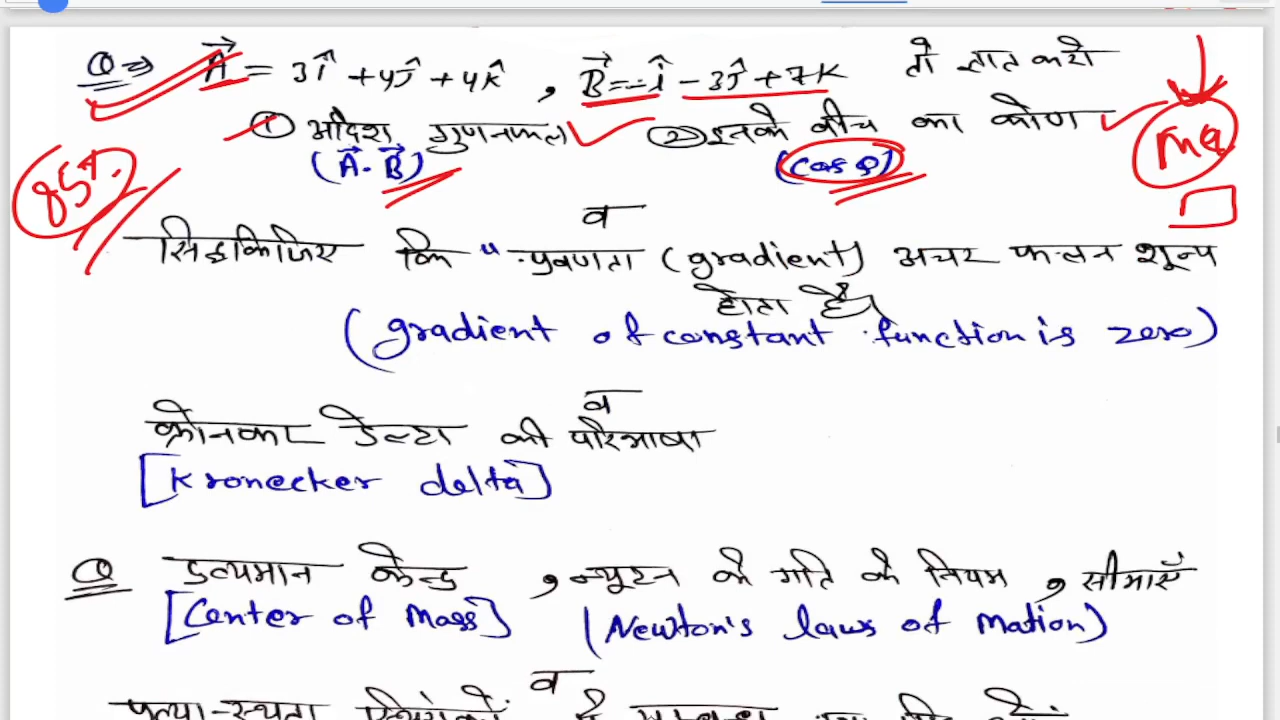 Q⇒ A⃗ = 3î + 4ĵ + 4k̂ , B⃗ = -î - 3ĵ + 7k तो ज्ञात करो
① अदिश गुणनफल ② इनके बीच का कोण
(A⃗. B⃗) (cos θ)
85%.
व
सिद्ध किजिए कि " प्रवणता (gradient) अचर फलन शून्य
होता है।
(gradient of constant function is zero)
व
क्रोनकर डेल्टा की परिभाषा
[Kronecker delta]
Q द्रव्यमान केन्द्र , न्यूटन के गति के नियम , सीमाएँ
[Center of Mass] (Newton's laws of Mation)
व